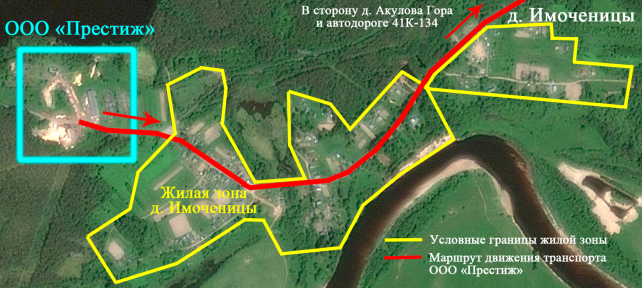 В сторону д. Акулова Гора
и автодороге 41К-134
д. Имоченицы
ООО «Престиж»
Жилая зона
д. Имоченицы
Условные границы жилой зоны
Маршрут движения транспорта
ООО «Престиж»